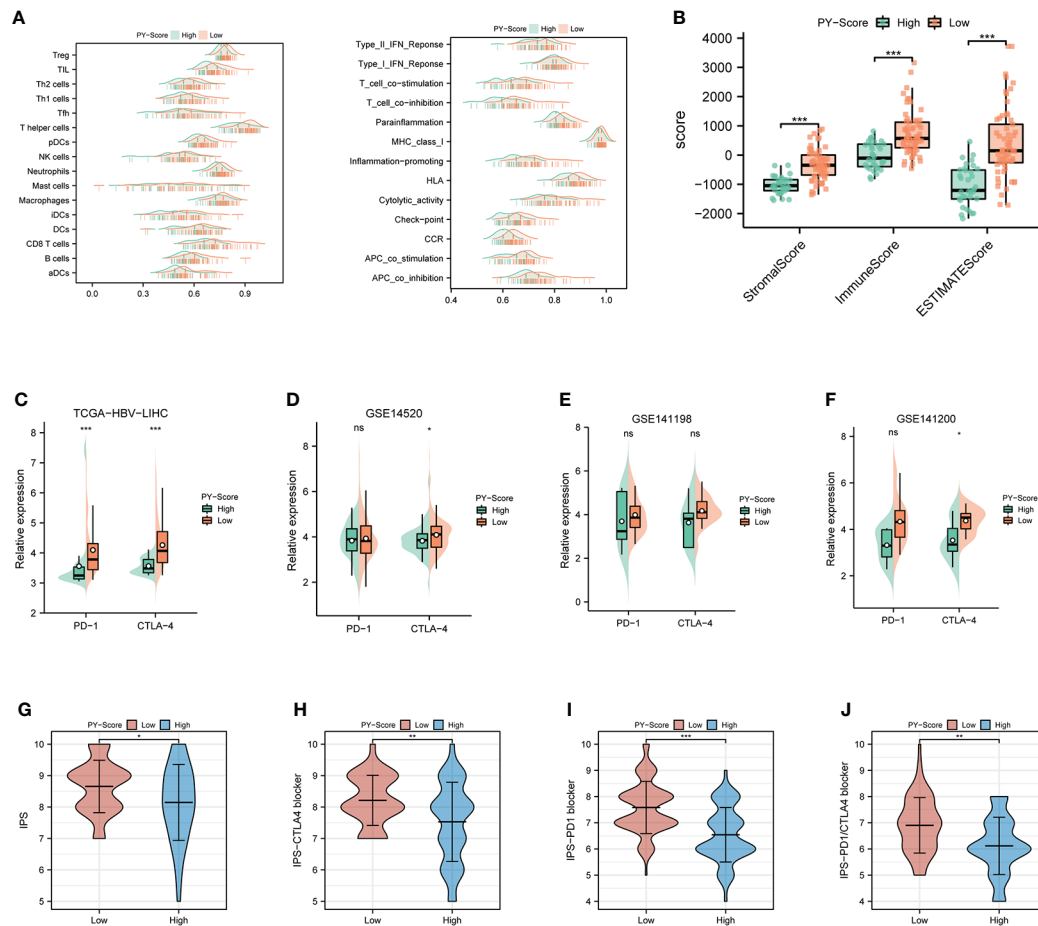 A
PY-Score High Low
Treg
TIL
Th2 cells
Th1 cells
Tfh
T helper cells
pDCs
NK cells
Neutrophils
Mast cells
Macrophages
iDCs
DCs
CD8 T cells
B cells
aDCs
0.0 0.3 0.6 0.9
PY-Score High Low
Type_II_IFN_Reponse
Type_I_IFN_Reponse
T_cell_co-stimulation
T_cell_co-inhibition
Parainflammation
MHC_class_I
Inflammation-promoting
HLA
Cytolytic_activity
Check-point
CCR
APC_co_stimulation
APC_co_inhibition
0.4 0.6 0.8 1.0
B
PY-Score High Low
score
4000
3000
2000
1000
0
−1000
−2000
*** *** ***
StromalScore ImmuneScore ESTIMATEScore
C
TCGA−HBV−LIHC
Relative expression
8
7
6
5
4
3
2
*** ***
PD−1 CTLA−4
PY-Score
High
Low
D
GSE14520
Relative expression
8
6
4
2
0
ns *
PD−1 CTLA−4
PY-Score
High
Low
E
GSE141198
Relative expression
8
6
4
2
0
ns ns
PD−1 CTLA−4
PY-Score
High
Low
F
GSE141200
Relative expression
8
6
4
2
ns *
PD−1 CTLA−4
PY-Score
High
Low
G
PY−Score Low High
IPS
10
9
8
7
6
5
*
Low High
H
PY−Score Low High
IPS−CTLA4 blocker
10
9
8
7
6
5
**
Low High
I
PY−Score Low High
IPS−PD1 blocker
10
9
8
7
6
5
4
***
Low High
J
PY−Score Low High
IPS−PD1/CTLA4 blocker
10
9
8
7
6
5
4
**
Low High